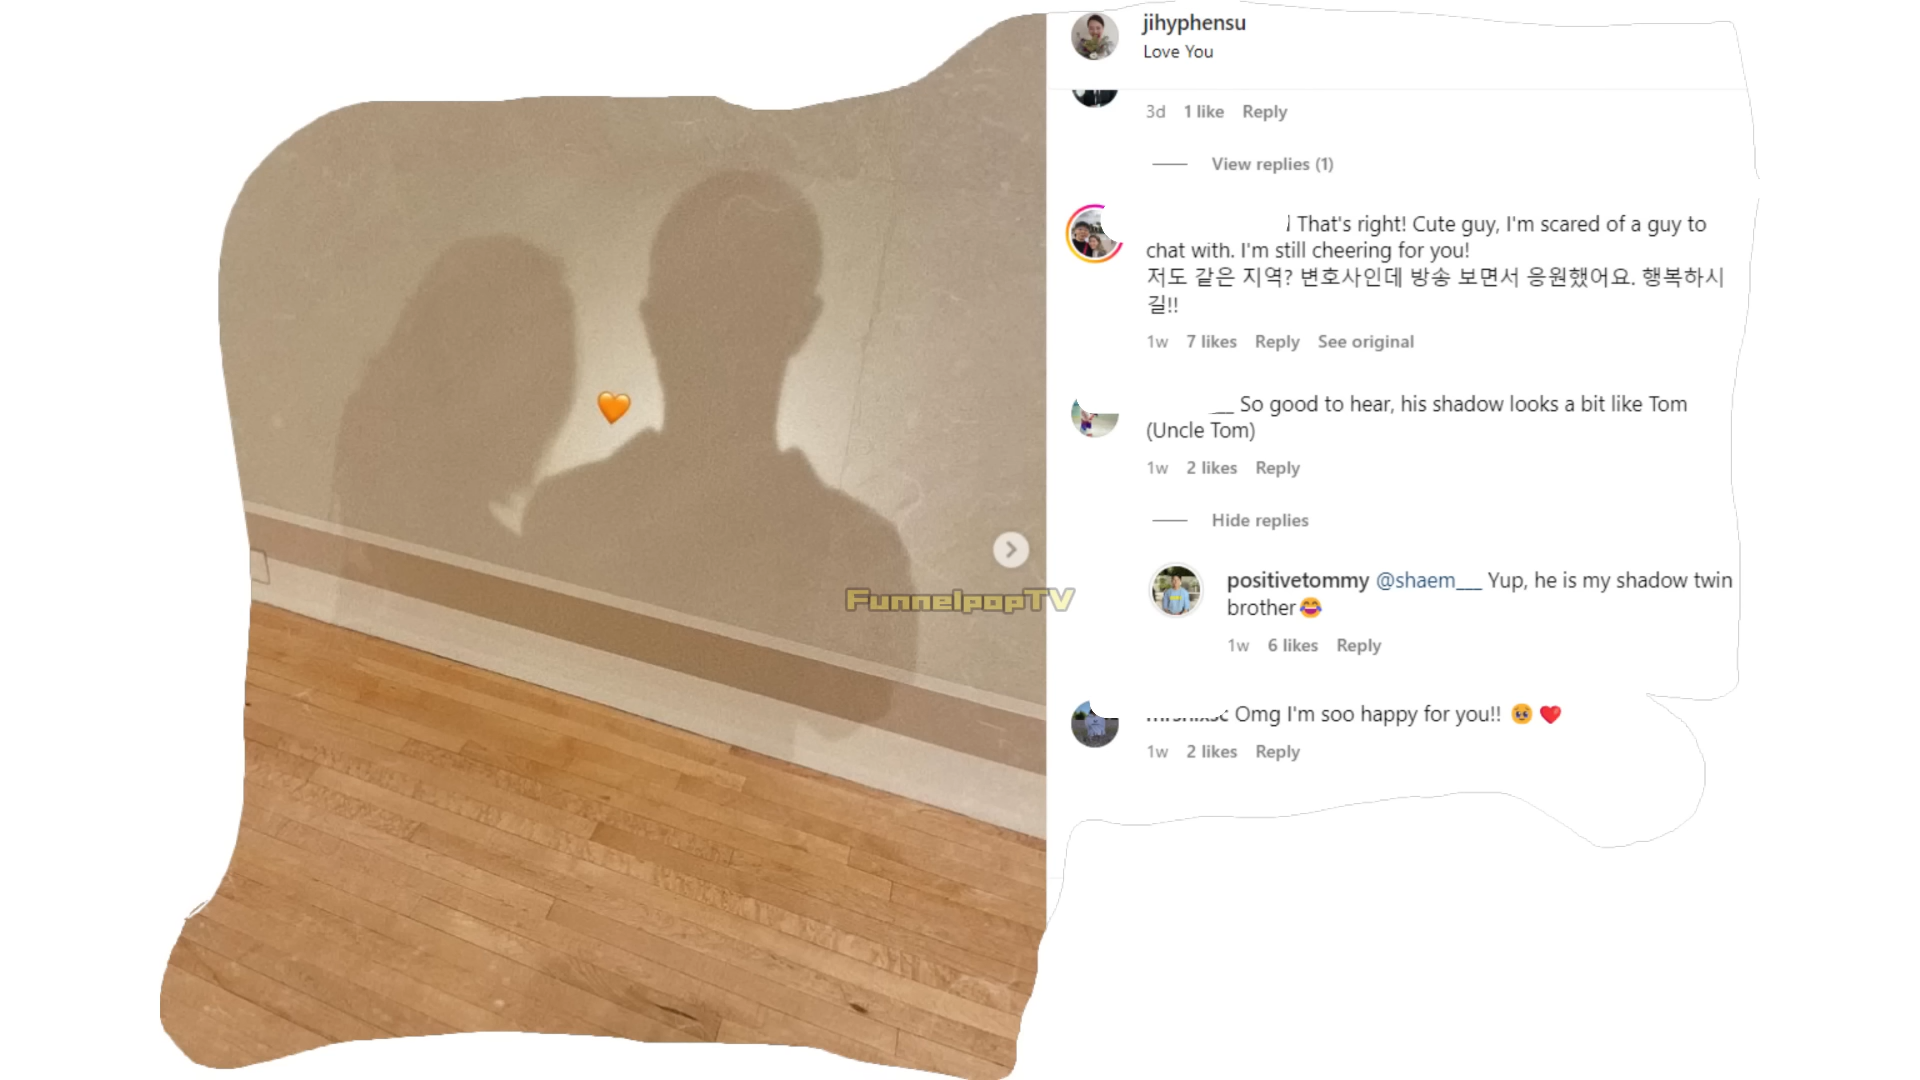 jihyphensu
Love You
3d 1 like Reply
View replies (1)
That's right! Cute guy, I'm scared of a guy to
chat with. I'm still cheering for you!
저도 같은 지역? 변호사인데 방송 보면서 응원했어요. 행복하시
길!!
1w 7 likes Reply See original
So good to hear, his shadow looks a bit like Tom
(Uncle Tom)
1w 2 likes Reply
Hide replies
positivetommy @shaem___ Yup, he is my shadow twin
brother😂
1w 6 likes Reply
Omg I'm soo happy for you!! 🥹❤️
1w 2 likes Reply
FunnelpopTV